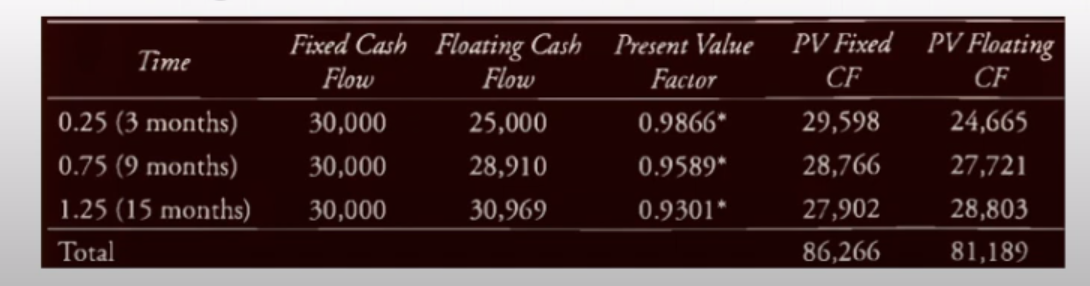 Time Fixed Cash Flow Floating Cash Flow Present Value Factor PV Fixed CF PV Floating CF
0.25 (3 months) 30,000 25,000 0.9866* 29,598 24,665
0.75 (9 months) 30,000 28,910 0.9589* 28,766 27,721
1.25 (15 months) 30,000 30,969 0.9301* 27,902 28,803
Total 86,266 81,189